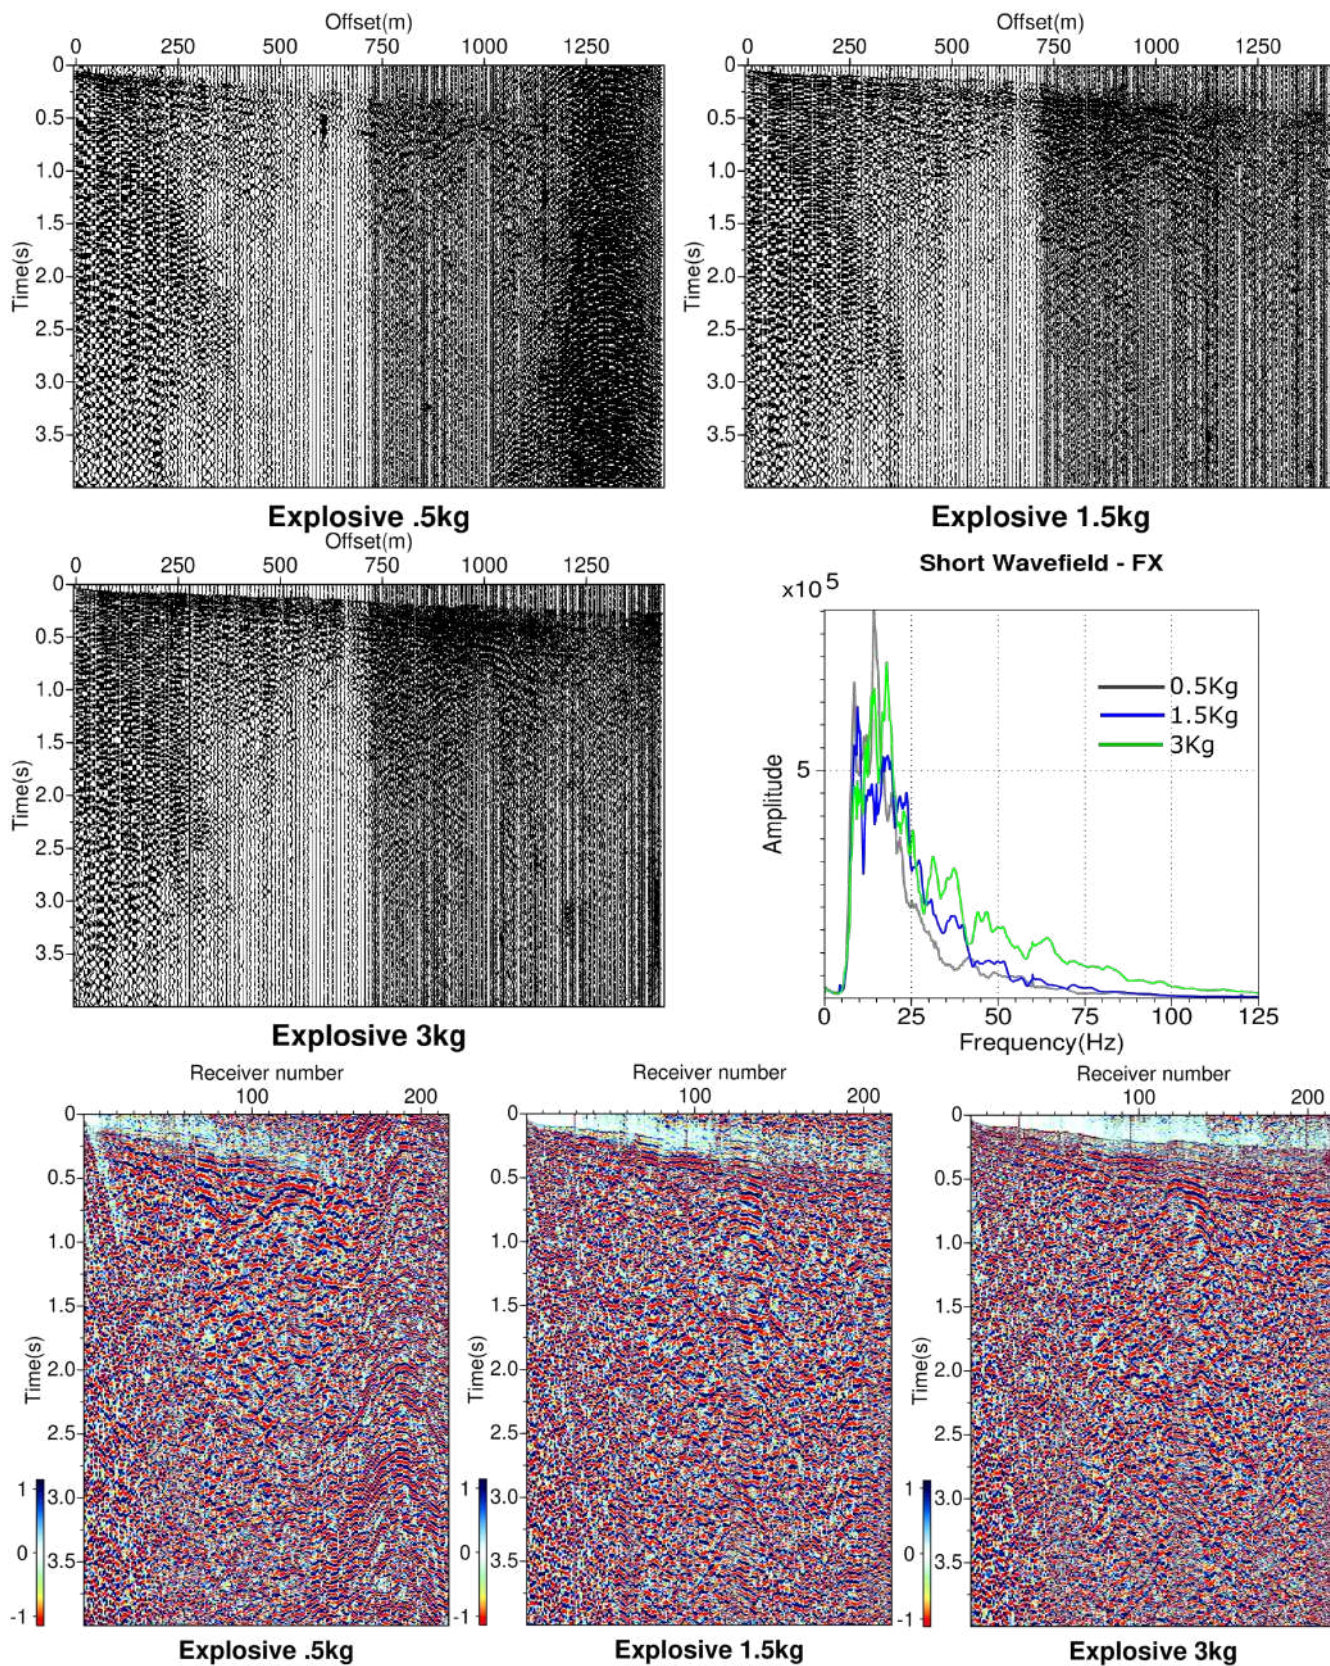 Offset(m)
0 250 500 750 1000 1250
0
0.5
1.0
1.5
2.0
2.5
3.0
3.5
Time(s)
Explosive .5kg
Offset(m)
0 250 500 750 1000 1250
0
0.5
1.0
1.5
2.0
2.5
3.0
3.5
Time(s)
Explosive 1.5kg
Offset(m)
0 250 500 750 1000 1250
0
0.5
1.0
1.5
2.0
2.5
3.0
3.5
Time(s)
Explosive 3kg
Short Wavefield - FX
x10 5
5
Amplitude
0.5Kg
1.5Kg
3Kg
0 25 50 75 100 125
Frequency(Hz)
Receiver number
100 200
0
0.5
1.0
1.5
2.0
2.5
3.0
3.5
Time(s)
1
0
-1
Explosive .5kg
Receiver number
100 200
0
0.5
1.0
1.5
2.0
2.5
3.0
3.5
Time(s)
1
0
-1
Explosive 1.5kg
Receiver number
100 200
0
0.5
1.0
1.5
2.0
2.5
3.0
3.5
Time(s)
1
0
-1
Explosive 3kg